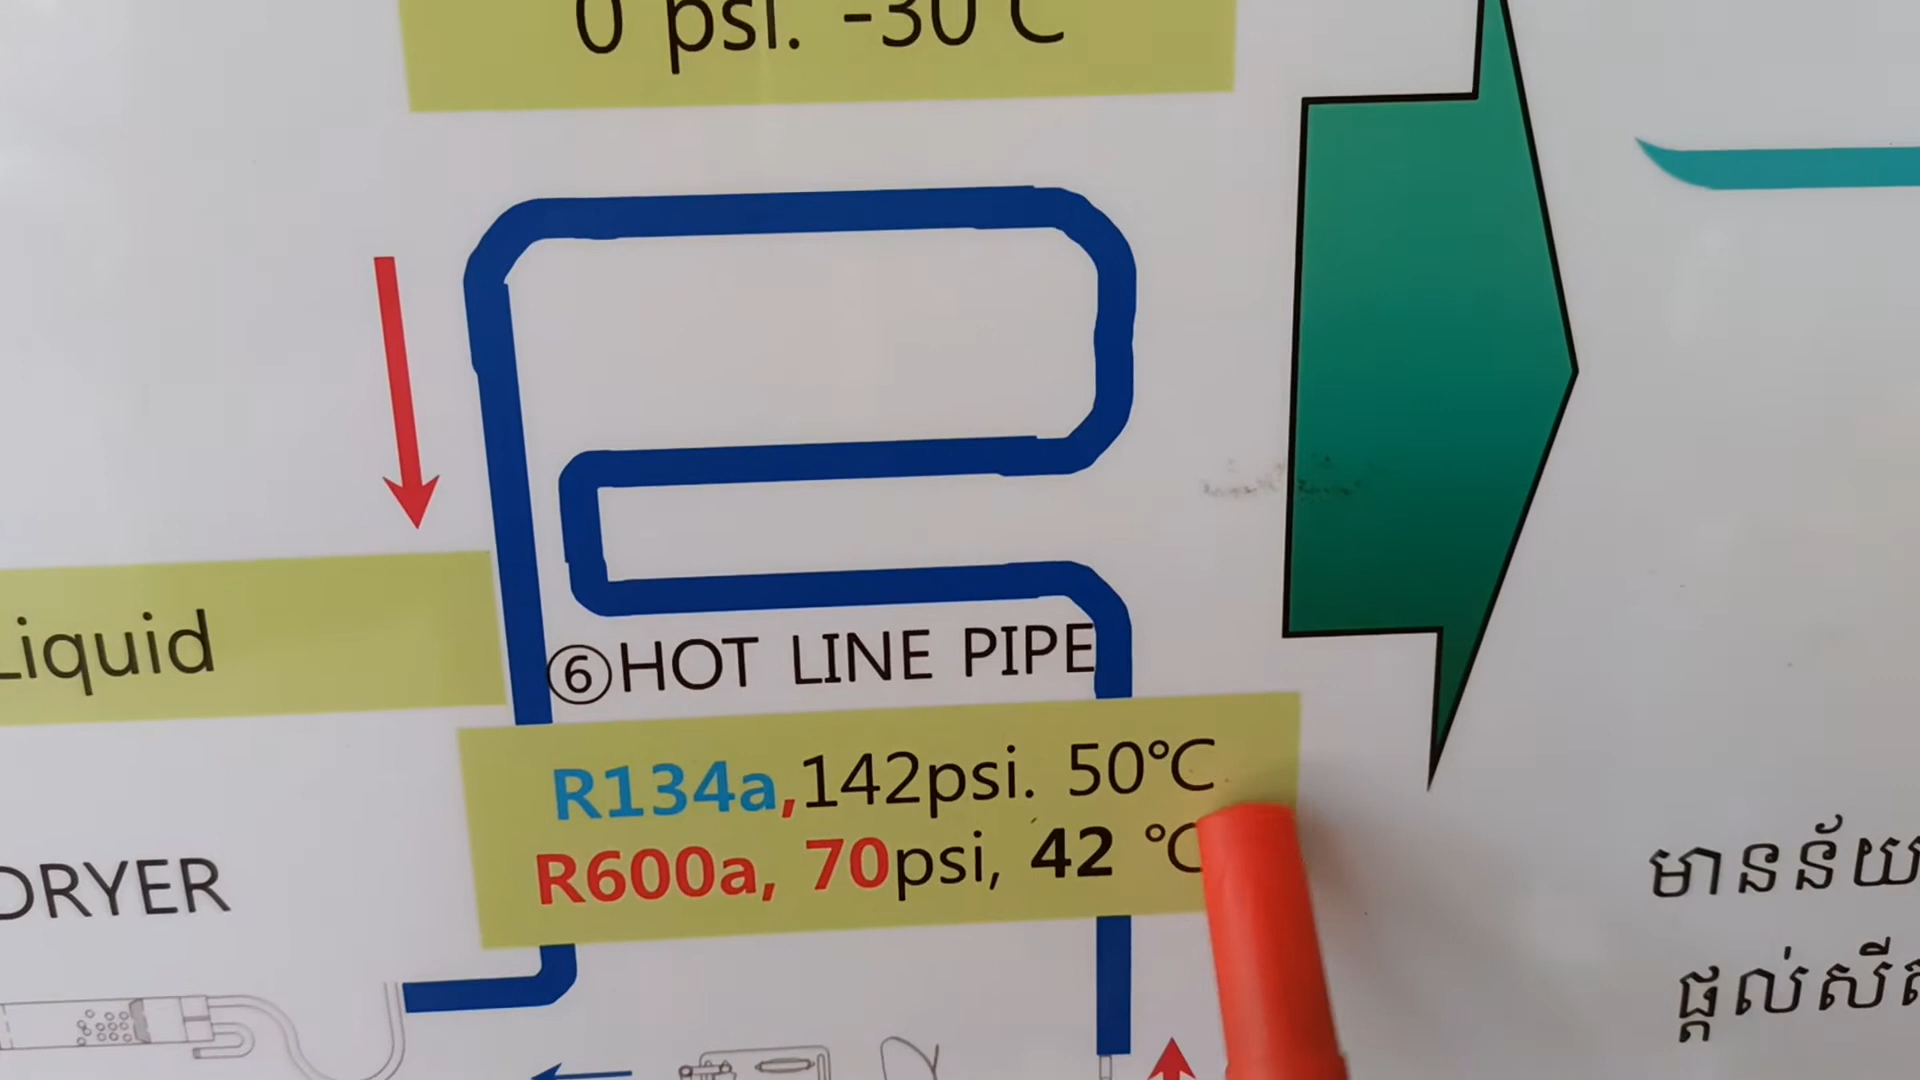 0 psi. -30℃
Liquid
⑥HOT LINE PIPE
R134a,142psi. 50℃
R600a, 70psi, 42 ℃
DRYER
មានន័យ
ផ្តល់